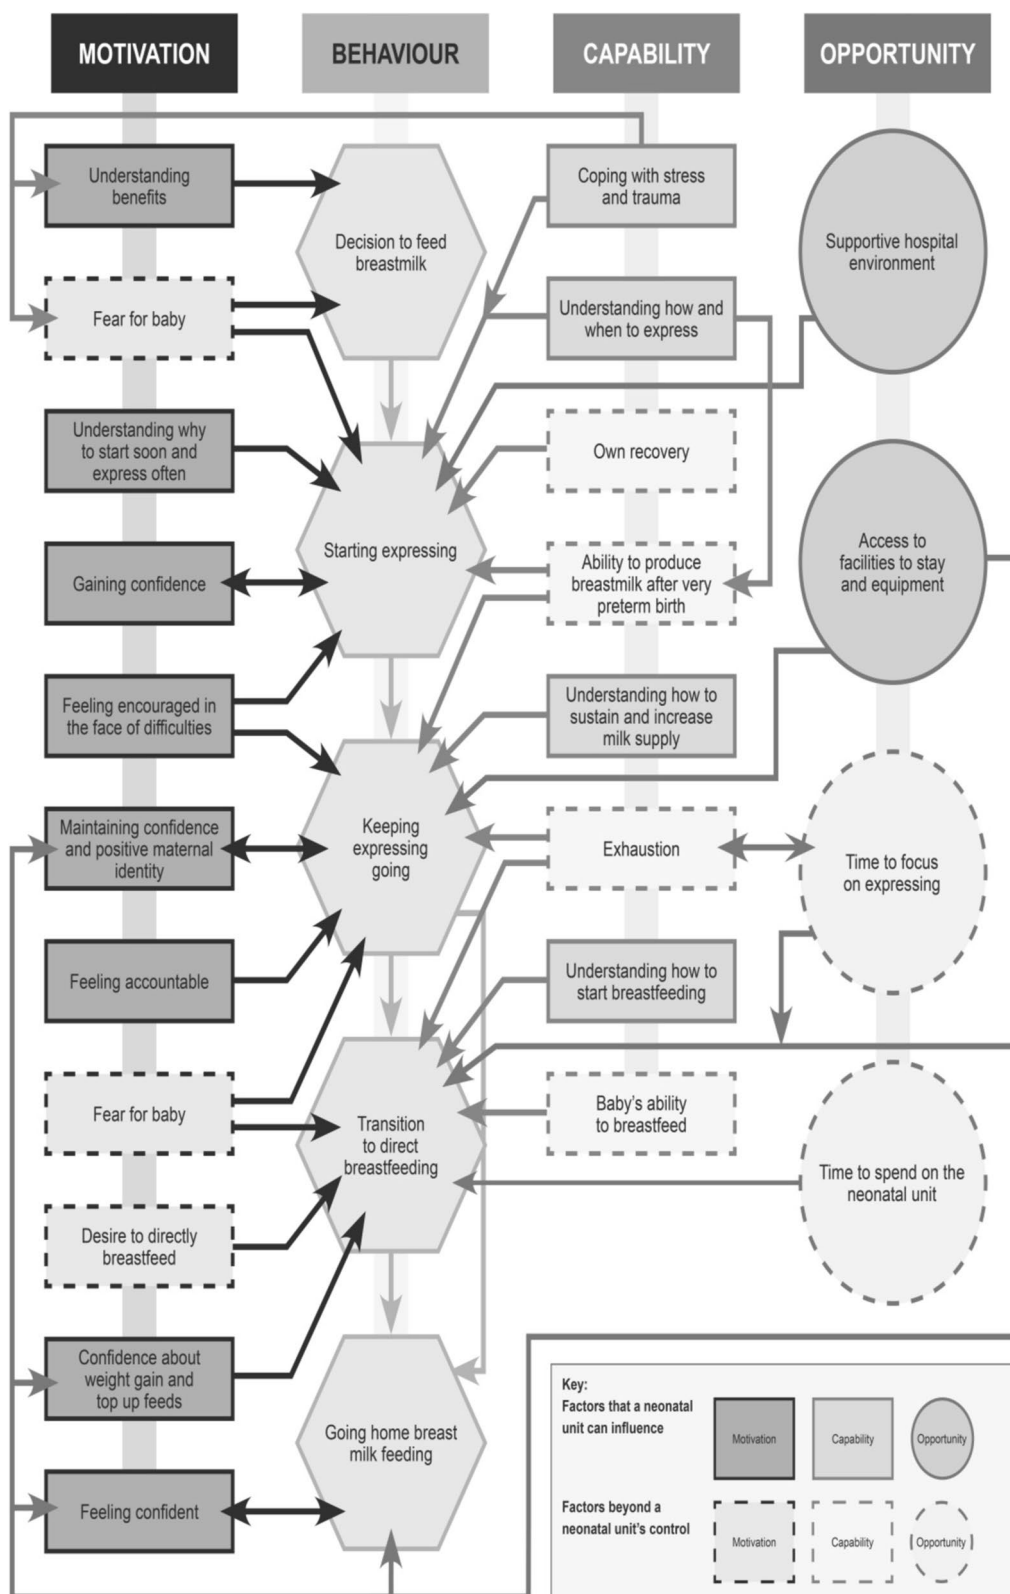 MOTIVATION
BEHAVIOUR
CAPABILITY
OPPORTUNITY
Understanding
benefits
Fear for baby
Understanding why
to start soon and
express often
Gaining confidence
Feeling encouraged in
the face of difficulties
Maintaining confidence
and positive maternal
identity
Feeling accountable
Fear for baby
Desire to directly
breastfeed
Confidence about
weight gain and
top up feeds
Feeling confident
Decision to feed
breastmilk
Starting expressing
Keeping
expressing
going
Transition
to direct
breastfeeding
Going home breast
milk feeding
Coping with stress
and trauma
Understanding how and
when to express
Own recovery
Ability to produce
breastmilk after very
preterm birth
Understanding how to
sustain and increase
milk supply
Exhaustion
Understanding how to
start breastfeeding
Baby's ability
to breastfeed
Supportive hospital
environment
Access to
facilities to stay
and equipment
Time to focus
on expressing
Time to spend on the
neonatal unit
Key:
Factors that a neonatal
unit can influence
Motivation
Capability
Opportunity
Factors beyond a
neonatal unit's control
Motivation
Capability
Opportunity